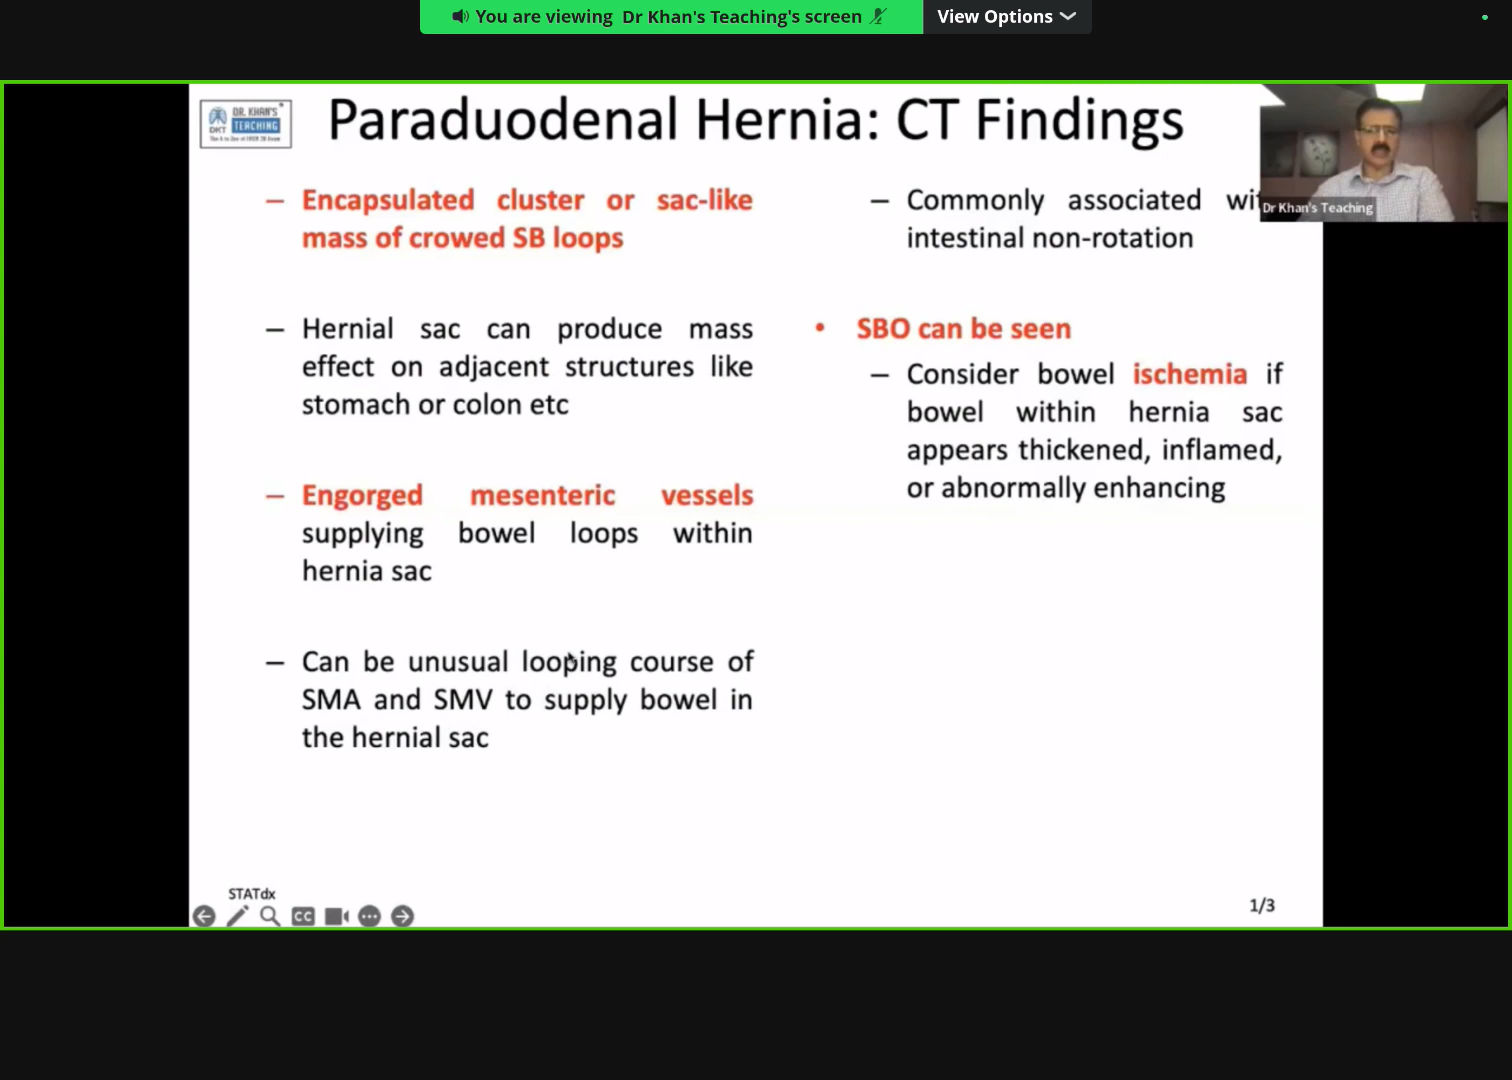 You are viewing Dr Khan's Teaching's screen
View Options
DR. KHAN'S
DKT TEACHING
Paraduodenal Hernia: CT Findings
– Encapsulated cluster or sac-like
mass of crowed SB loops
– Hernial sac can produce mass
effect on adjacent structures like
stomach or colon etc
– Engorged mesenteric vessels
supplying bowel loops within
hernia sac
– Can be unusual looping course of
SMA and SMV to supply bowel in
the hernial sac
– Commonly associated wit
intestinal non-rotation
• SBO can be seen
– Consider bowel ischemia if
bowel within hernia sac
appears thickened, inflamed,
or abnormally enhancing
Dr Khan's Teaching
STATdx
CC
1/3